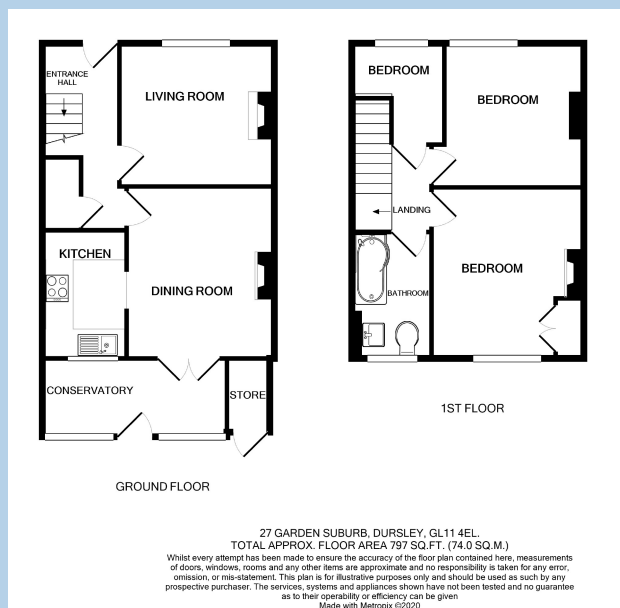 ENTRANCE
HALL
LIVING ROOM
KITCHEN
DINING ROOM
CONSERVATORY
STORE
GROUND FLOOR
BEDROOM
BEDROOM
LANDING
BEDROOM
BATHROOM
1ST FLOOR
27 GARDEN SUBURB, DURSLEY, GL11 4EL.
TOTAL APPROX. FLOOR AREA 797 SQ.FT. (74.0 SQ.M.)
Whilst every attempt has been made to ensure the accuracy of the floor plan contained here, measurements
of doors, windows, rooms and any other items are approximate and no responsibility is taken for any error,
omission, or mis-statement. This plan is for illustrative purposes only and should be used as such by any
prospective purchaser. The services, systems and appliances shown have not been tested and no guarantee
as to their operability or efficiency can be given
Made with Metropix ©2020